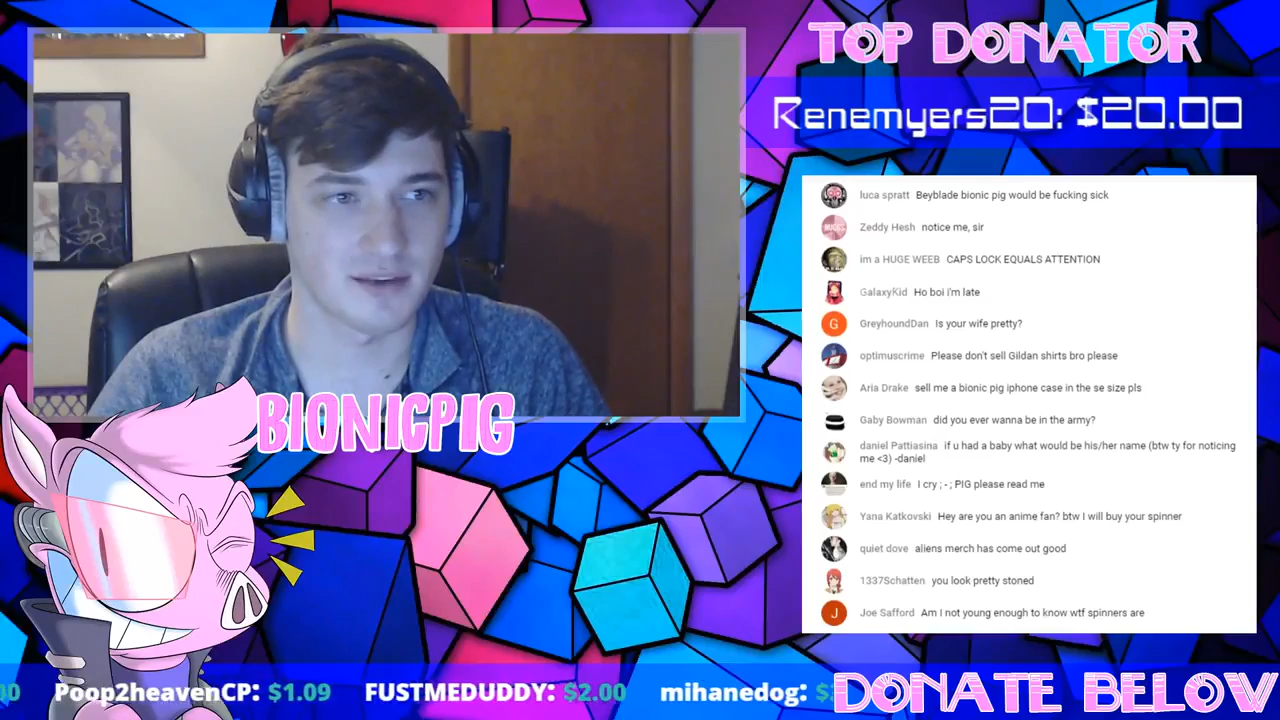 TOP DONATOR
Renemyers20: $20.00
luca spratt Beyblade bionic pig would be fucking sick
Zeddy Hesh notice me, sir
im a HUGE WEEB CAPS LOCK EQUALS ATTENTION
GalaxyKid Ho boi i'm late
GreyhoundDan Is your wife pretty?
optimuscrime Please don't sell Gildan shirts bro please
Aria Drake sell me a bionic pig iphone case in the se size pls
Gaby Bowman did you ever wanna be in the army?
daniel Pattiasina if u had a baby what would be his/her name (btw ty for noticing
me <3) -daniel
end my life I cry ; - ; PIG please read me
Yana Katkovski Hey are you an anime fan? btw I will buy your spinner
quiet dove aliens merch has come out good
1337Schatten you look pretty stoned
J Joe Safford Am I not young enough to know wtf spinners are
BIONICPIG
Poop2heavenCP: $1.09 FUSTMEDUDDY: $2.00 mihanedog:
DONATE BELOW